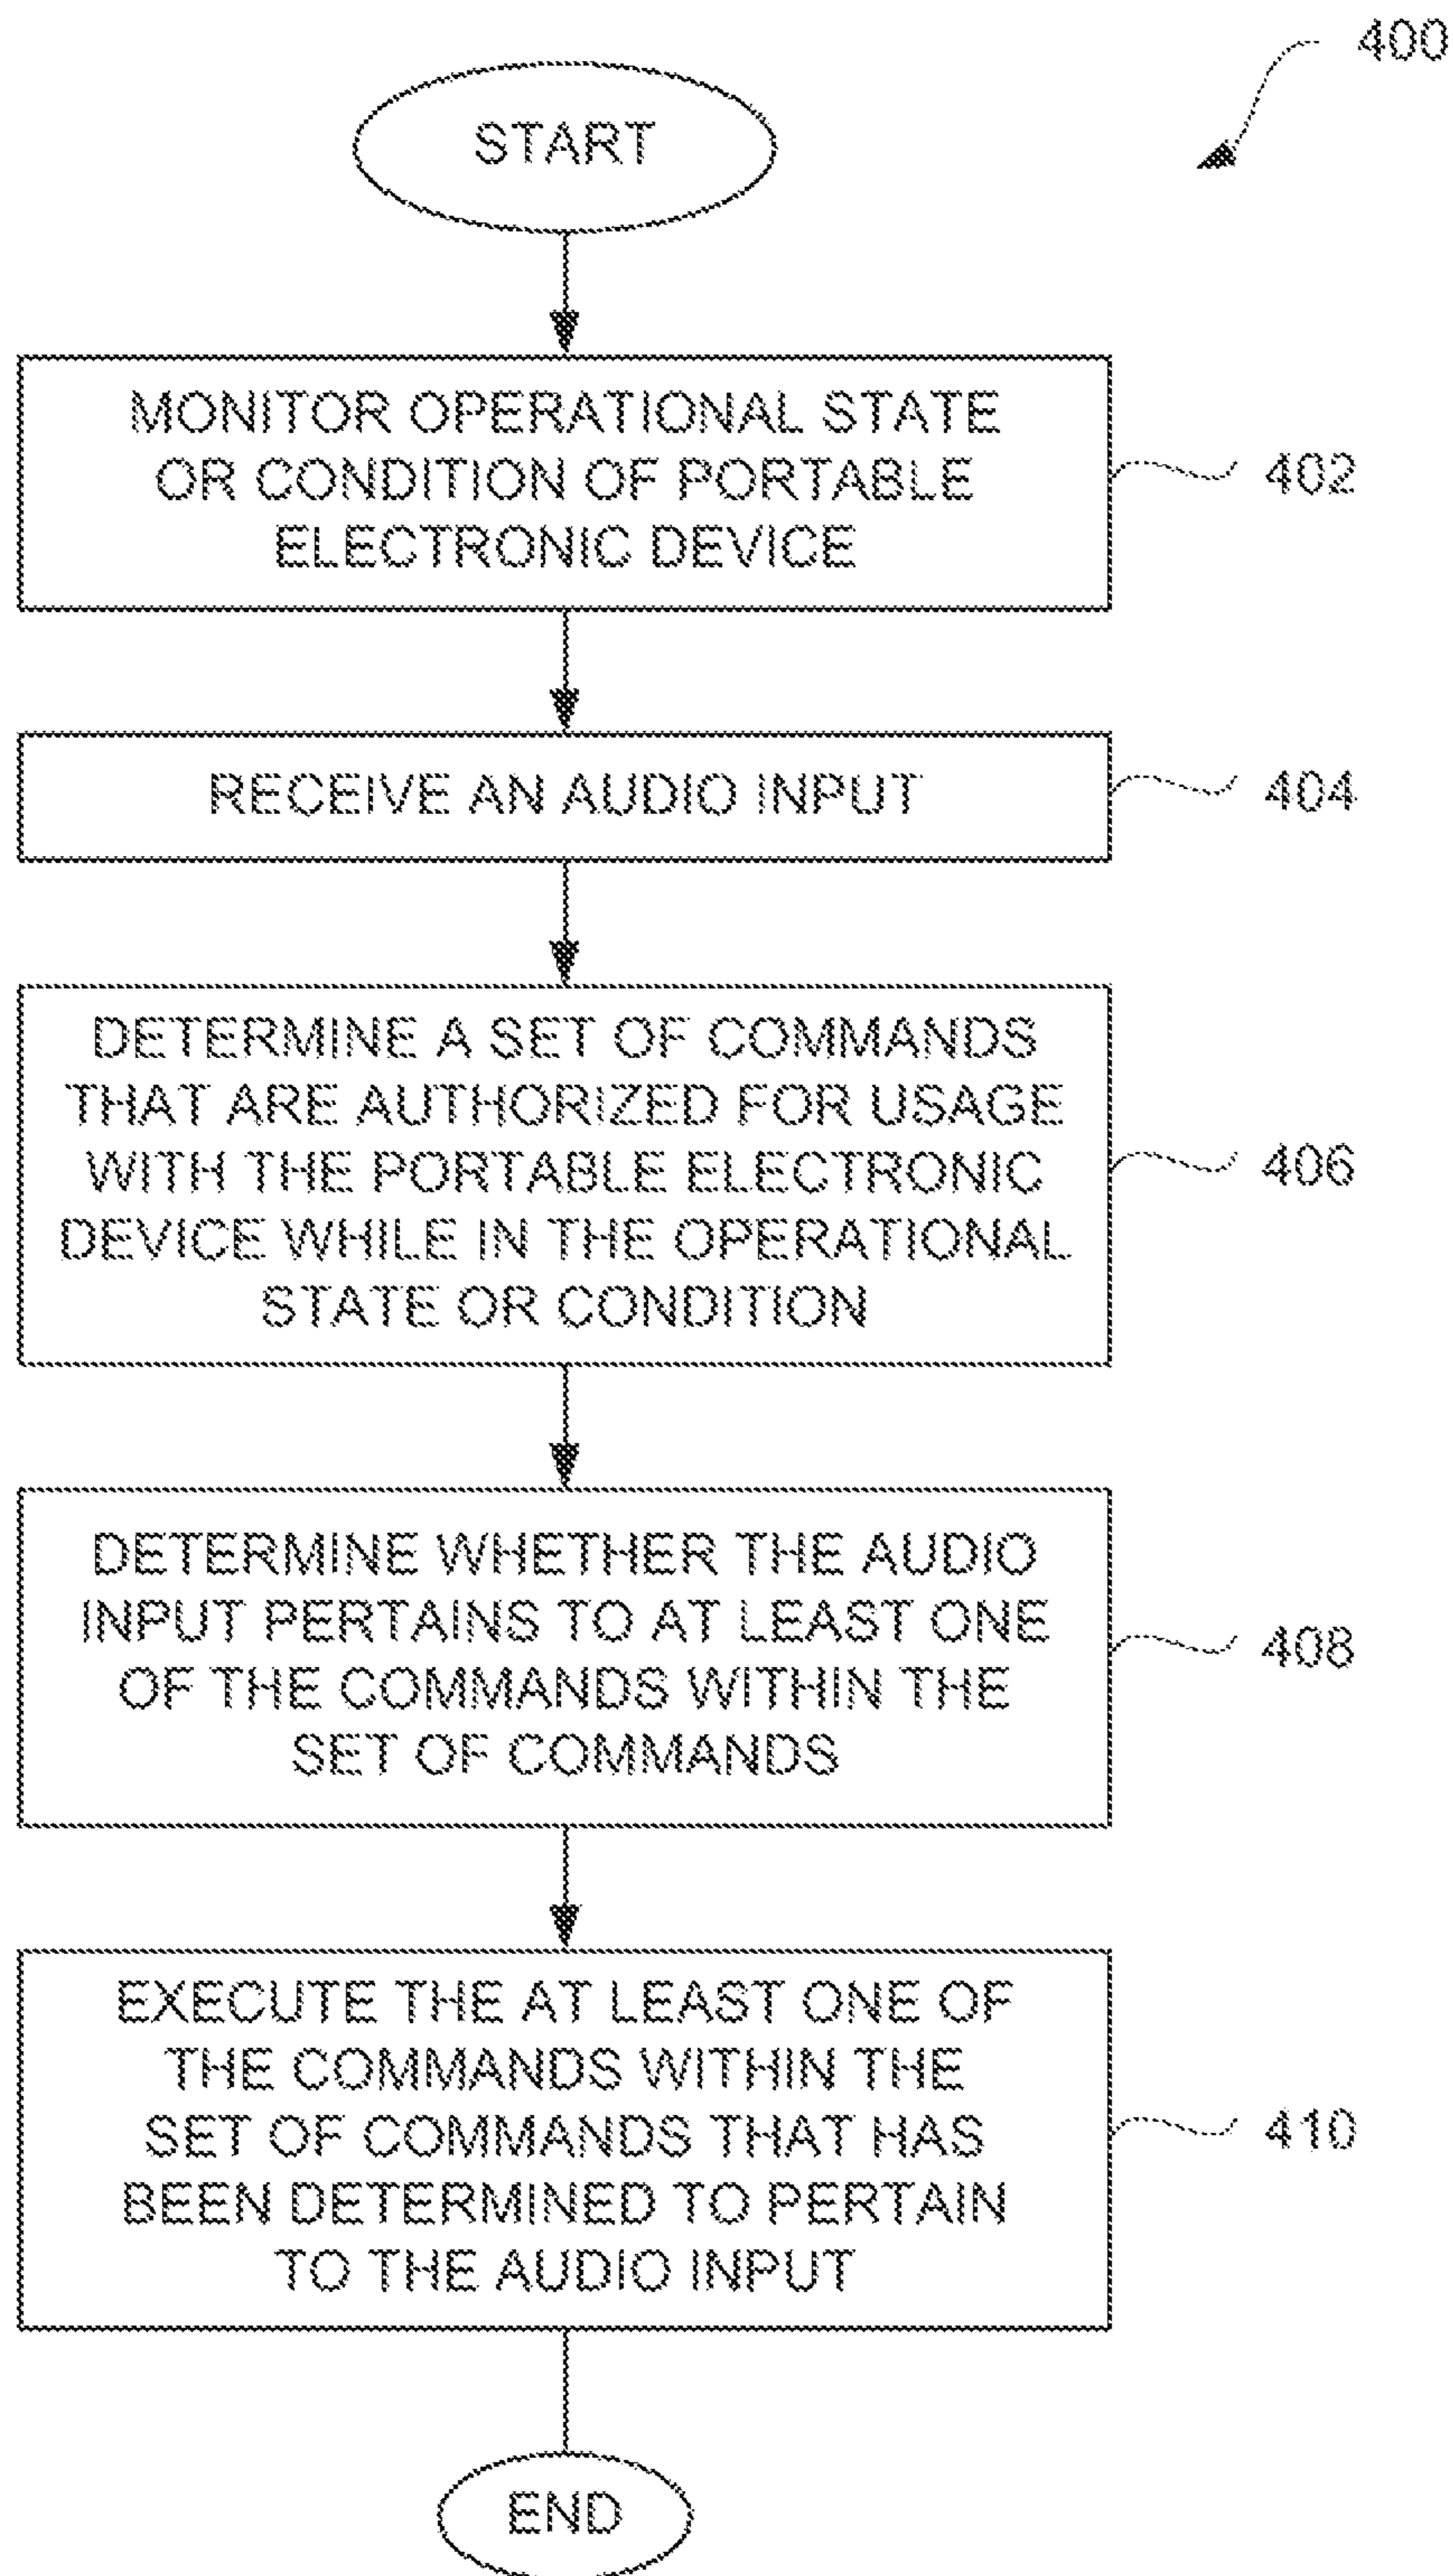 400
START
MONITOR OPERATIONAL STATE
OR CONDITION OF PORTABLE
ELECTRONIC DEVICE
402
RECEIVE AN AUDIO INPUT
404
DETERMINE A SET OF COMMANDS
THAT ARE AUTHORIZED FOR USAGE
WITH THE PORTABLE ELECTRONIC
DEVICE WHILE IN THE OPERATIONAL
STATE OR CONDITION
406
DETERMINE WHETHER THE AUDIO
INPUT PERTAINS TO AT LEAST ONE
OF THE COMMANDS WITHIN THE
SET OF COMMANDS
408
EXECUTE THE AT LEAST ONE OF
THE COMMANDS WITHIN THE
SET OF COMMANDS THAT HAS
BEEN DETERMINED TO PERTAIN
TO THE AUDIO INPUT
410
END